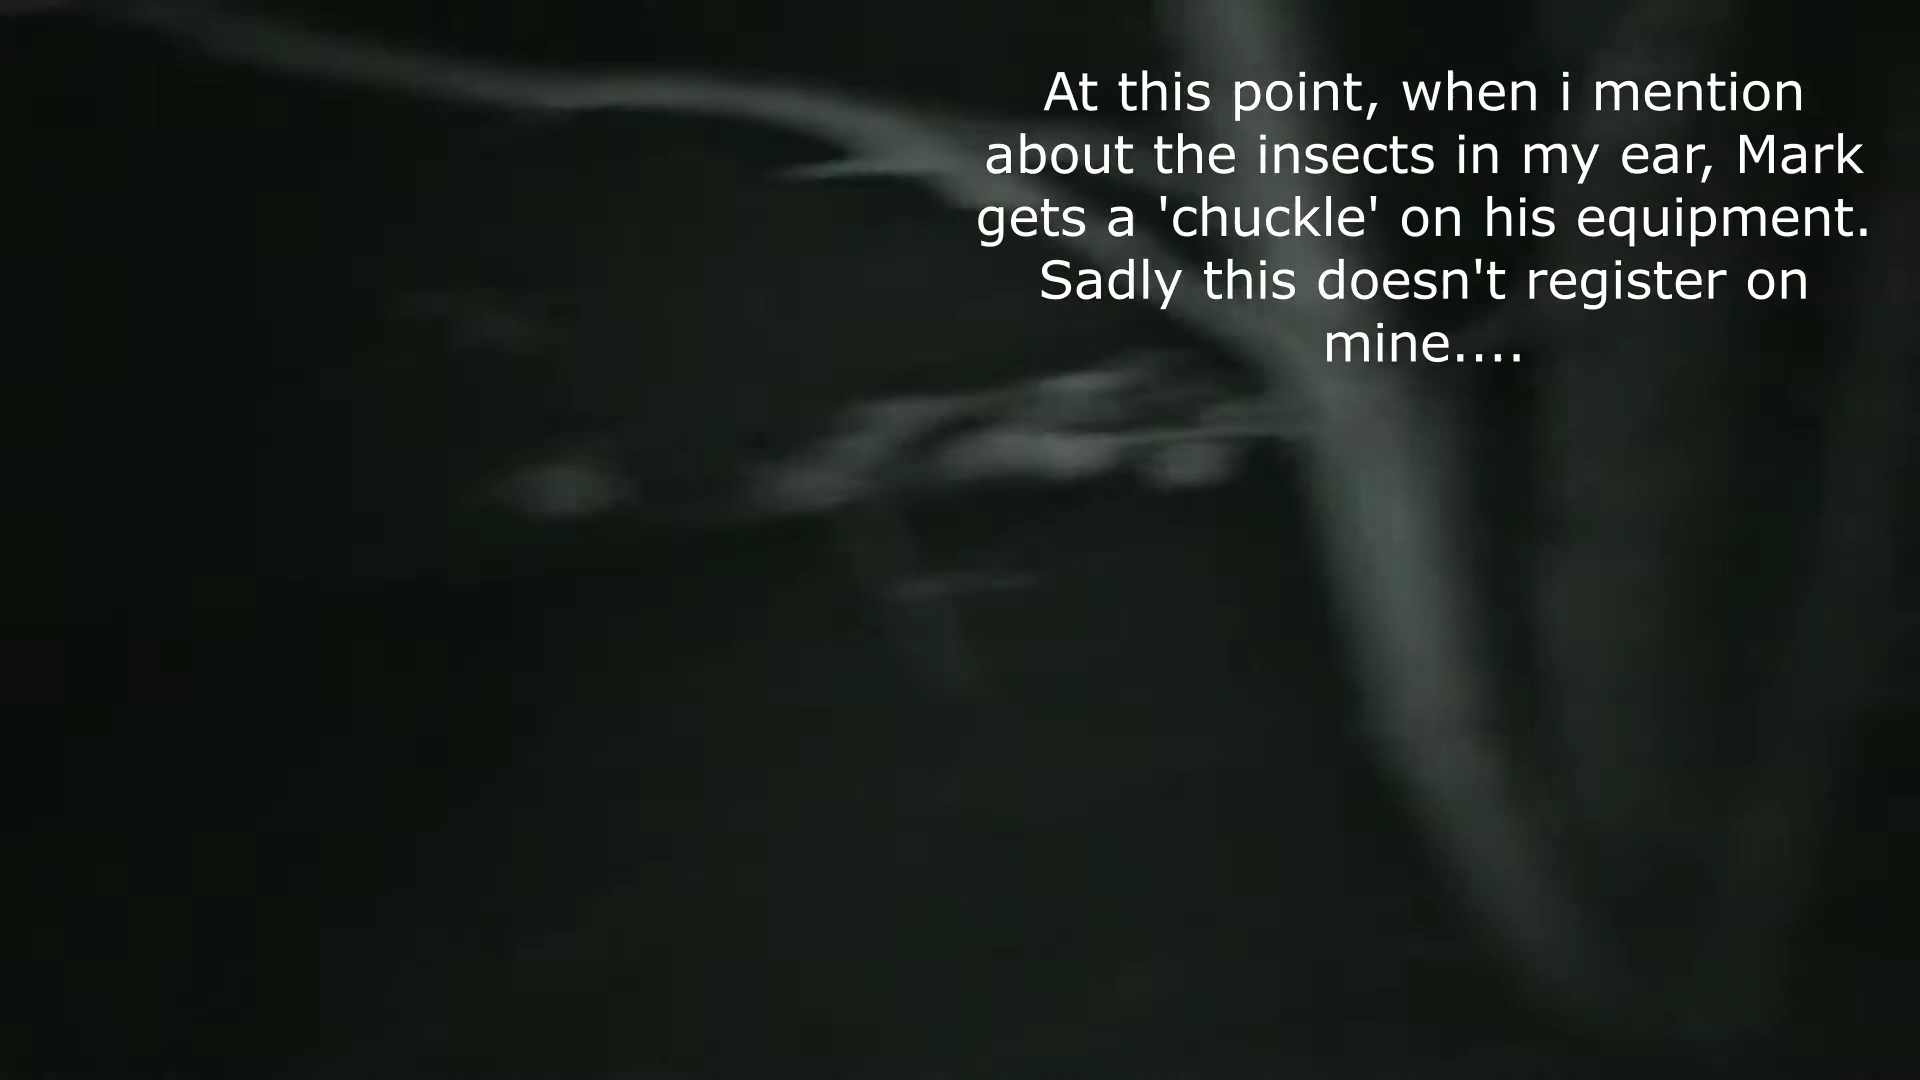 At this point, when i mention
about the insects in my ear, Mark
gets a 'chuckle' on his equipment.
Sadly this doesn't register on
mine....